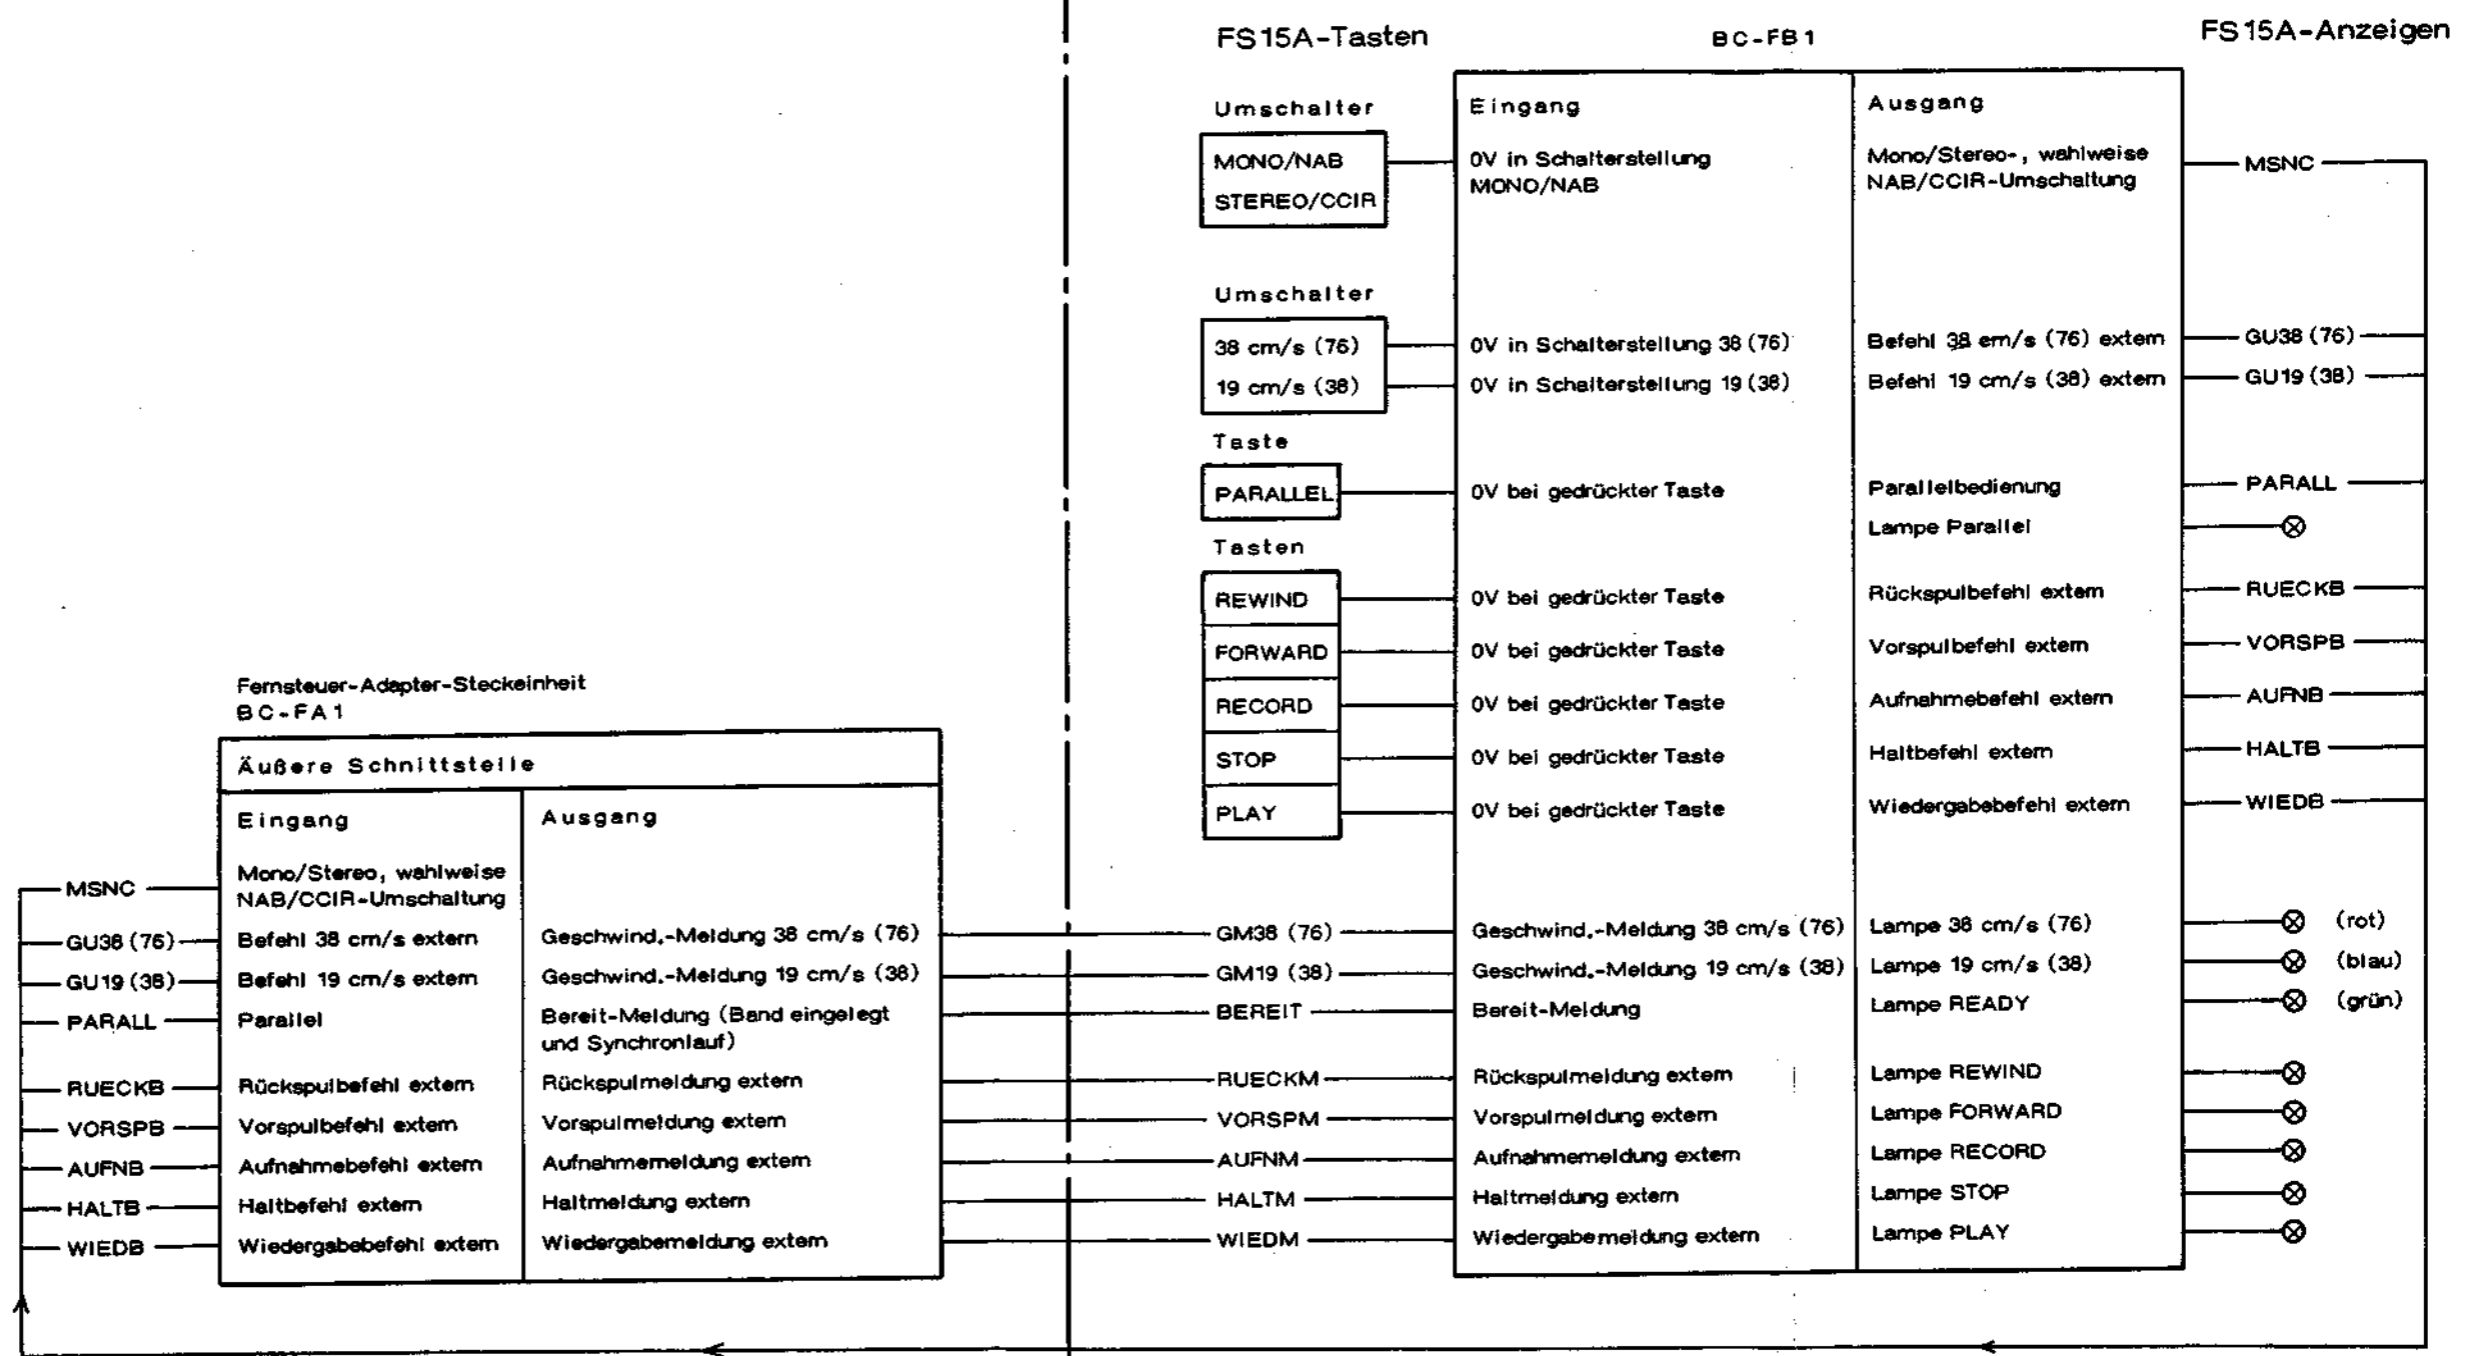 FS15A-Tasten
BC-FB1
FS15A-Anzeigen
Umschalter
MONO/NAB
STEREO/CCIR
Umschalter
38 cm/s (76)
19 cm/s (38)
Taste
PARALLEL
Tasten
REWIND
FORWARD
RECORD
STOP
PLAY
Eingang
0V in Schalterstellung
MONO/NAB
0V in Schalterstellung 38 (76)
0V in Schalterstellung 19 (38)
0V bei gedrückter Taste
0V bei gedrückter Taste
0V bei gedrückter Taste
0V bei gedrückter Taste
0V bei gedrückter Taste
0V bei gedrückter Taste
Ausgang
Mono/Stereo-, wahlweise
NAB/CCIR-Umschaltung
Befehl 38 cm/s (76) extern
Befehl 19 cm/s (38) extern
Parallelbedienung
Lampe Parallel
Rückspulbefehl extern
Vorspulbefehl extern
Aufnahmebefehl extern
Haltbefehl extern
Wiedergabebefehl extern
MSNC
GU38 (76)
GU19 (38)
PARALL
RUECKB
VORSPB
AUFNB
HALTB
WIEDB
Fernsteuer-Adapter-Steckeinheit
BC-FA1
Äußere Schnittstelle
Eingang
Ausgang
MSNC
GU38 (76)
GU19 (38)
PARALL
RUECKB
VORSPB
AUFNB
HALTB
WIEDB
Mono/Stereo, wahlweise
NAB/CCIR-Umschaltung
Befehl 38 cm/s extern
Befehl 19 cm/s extern
Parallel
Rückspulbefehl extern
Vorspulbefehl extern
Aufnahmebefehl extern
Haltbefehl extern
Wiedergabebefehl extern
Geschwind.-Meldung 38 cm/s (76)
Geschwind.-Meldung 19 cm/s (38)
Bereit-Meldung (Band eingelegt
und Synchronlauf)
Rückspulmeldung extern
Vorspulmeldung extern
Aufnahmemeldung extern
Haltmeldung extern
Wiedergabemeldung extern
GM38 (76)
GM19 (38)
BEREIT
RUECKM
VORSPM
AUFNM
HALTM
WIEDM
Geschwind.-Meldung 38 cm/s (76)
Geschwind.-Meldung 19 cm/s (38)
Bereit-Meldung
Rückspulmeldung extern
Vorspulmeldung extern
Aufnahmemeldung extern
Haltmeldung extern
Wiedergabemeldung extern
Lampe 38 cm/s (76)
Lampe 19 cm/s (38)
Lampe READY
Lampe REWIND
Lampe FORWARD
Lampe RECORD
Lampe STOP
Lampe PLAY
(rot)
(blau)
(grün)